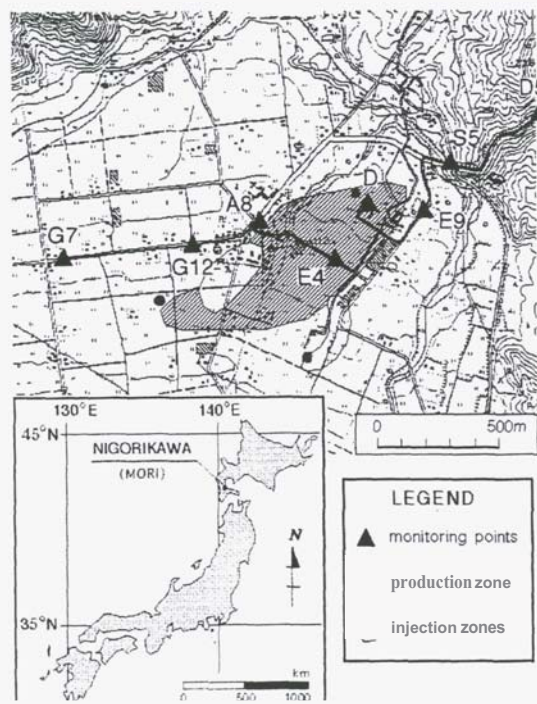 S5
D
A8
E9
G7
G12
E4
130°E
140°E
45°N
0
500m
NIGORIKAWA
(MORI)
LEGEND
N
monitoring points
production zone
35°N
injection zones
km
0
500
1000